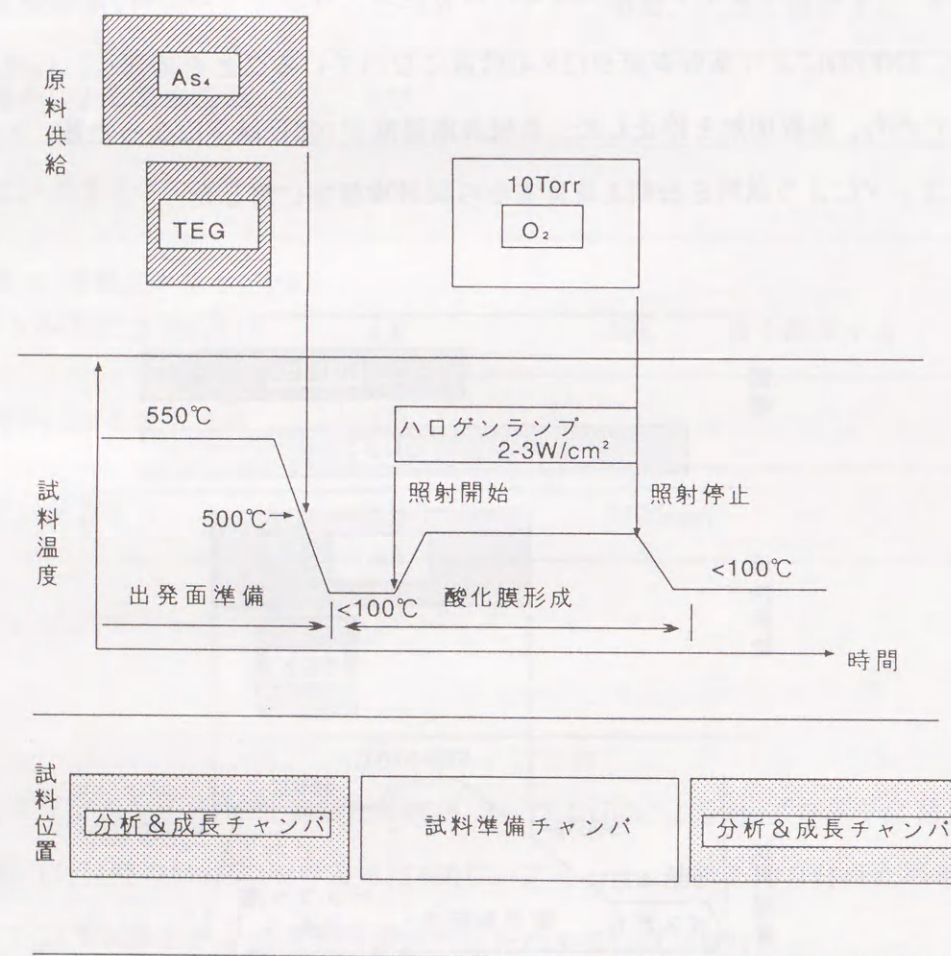 原料供給
As₄
TEG
10Torr
O₂
試料温度
550℃
500℃→
ハロゲンランプ
2-3W/cm²
照射開始
照射停止
<100℃
出発面準備
<100℃
酸化膜形成
時間
試料位置
分析＆成長チャンバ
試料準備チャンバ
分析＆成長チャンバ